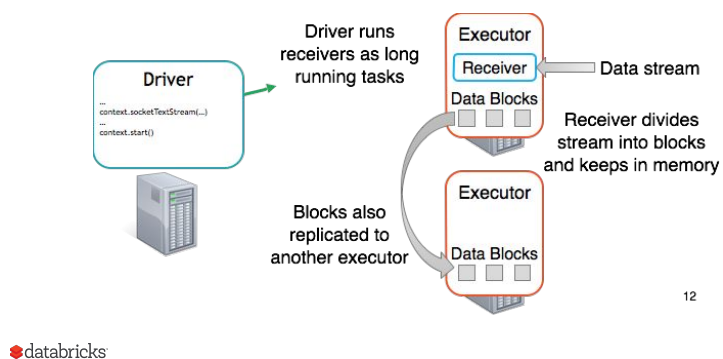 Driver
...
context.socketTextStream(...)
...
context.start()
Driver runs
receivers as long
running tasks
Executor
Receiver
Data Blocks
Data stream
Receiver divides
stream into blocks
and keeps in memory
Blocks also
replicated to
another executor
Executor
Data Blocks
12
databricks